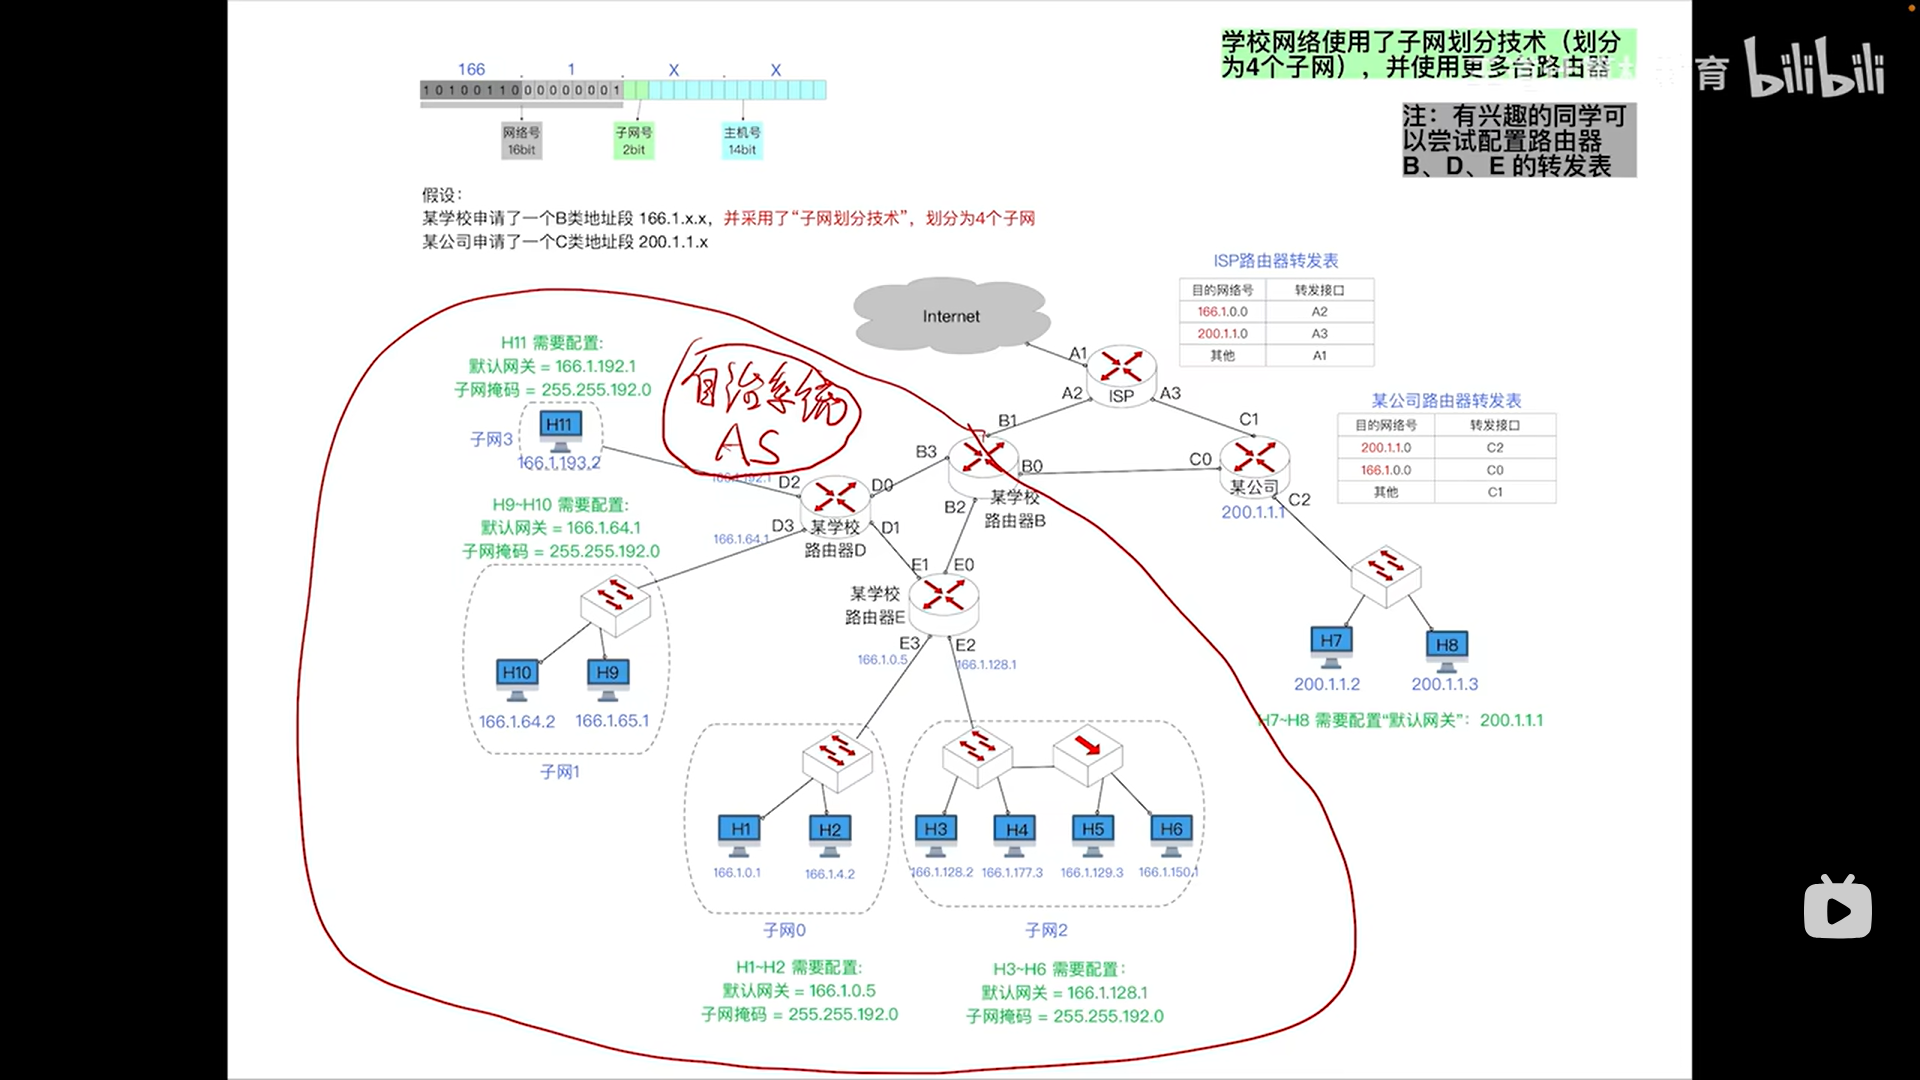 学校网络使用了子网划分技术（划分
为4个子网），并使用更多台路由器
育 bilibili
注：有兴趣的同学可
以尝试配置路由器
B、D、E 的转发表
166 . 1 . X . X
1 0 1 0 0 1 1 0 0 0 0 0 0 0 0 1
网络号
16bit
子网号
2bit
主机号
14bit
假设：
某学校申请了一个B类地址段 166.1.x.x，并采用了“子网划分技术”，划分为4个子网
某公司申请了一个C类地址段 200.1.1.x
ISP路由器转发表
目的网络号 转发接口
166.1.0.0 A2
200.1.1.0 A3
其他 A1
Internet
A1
A2
ISP
A3
某公司路由器转发表
目的网络号 转发接口
200.1.1.0 C2
166.1.0.0 C0
其他 C1
H11 需要配置:
默认网关 = 166.1.192.1
子网掩码 = 255.255.192.0
自治系统
AS
子网3
H11
166.1.193.2
166.1.192.1
B1
B3
B0
B2
某学校
路由器B
C1
C0
某公司
200.1.1.1
C2
D2
D0
D3
某学校
路由器D
D1
166.1.64.1
H9~H10 需要配置:
默认网关 = 166.1.64.1
子网掩码 = 255.255.192.0
H10
H9
166.1.64.2
166.1.65.1
子网1
E1
E0
某学校
路由器E
E3
E2
166.1.0.5
166.1.128.1
H7
H8
200.1.1.2
200.1.1.3
H7~H8 需要配置“默认网关”：200.1.1.1
H1
H2
166.1.0.1
166.1.4.2
子网0
H3
H4
H5
H6
166.1.128.2
166.1.177.3
166.1.129.3
166.1.150.1
子网2
H1~H2 需要配置:
默认网关 = 166.1.0.5
子网掩码 = 255.255.192.0
H3~H6 需要配置：
默认网关 = 166.1.128.1
子网掩码 = 255.255.192.0